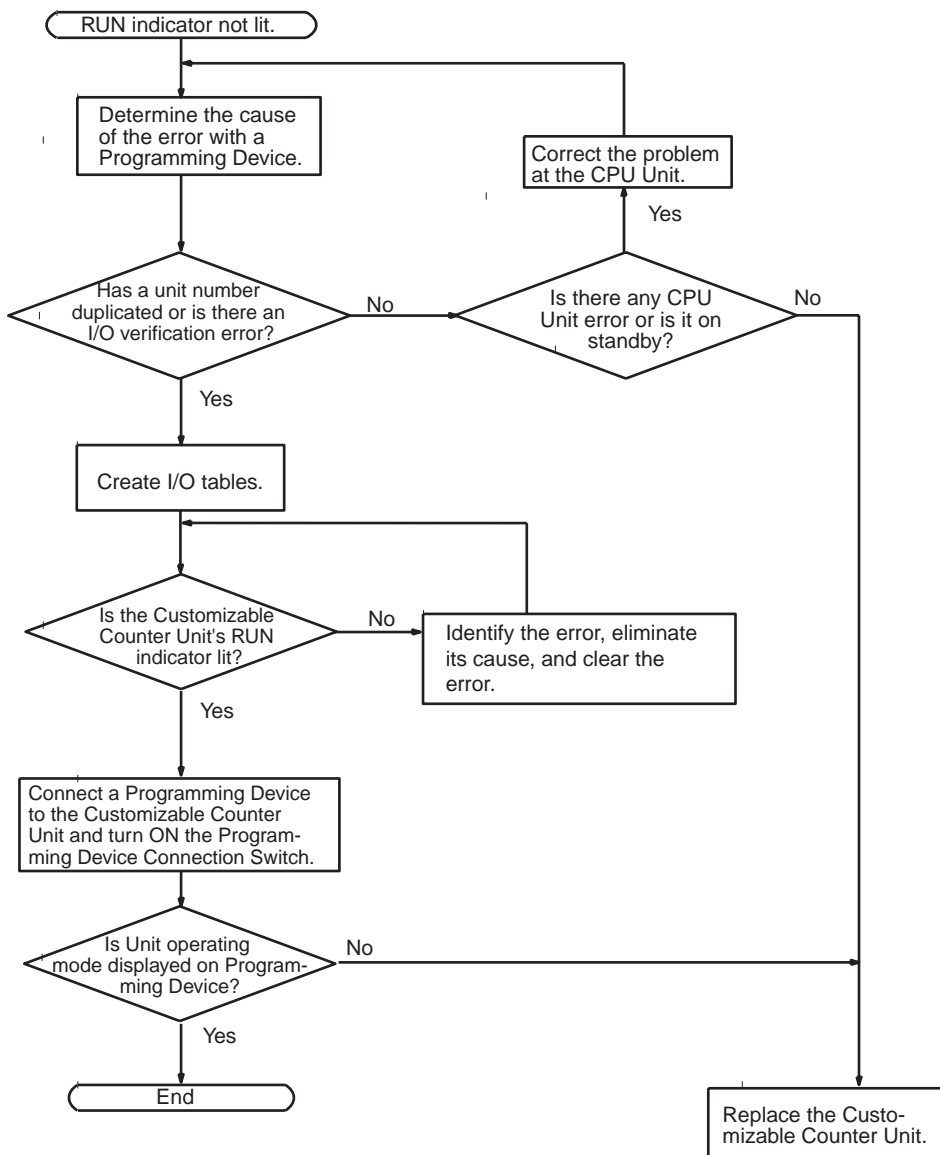 RUN indicator not lit.
Determine the cause
of the error with a
Programming Device.
Correct the problem
at the CPU Unit.
Yes
Has a unit number
duplicated or is there an
I/O verification error?
No
Is there any CPU
Unit error or is it on
standby?
No
Yes
Create I/O tables.
Is the Customizable
Counter Unit's RUN
indicator lit?
No
Identify the error, eliminate
its cause, and clear the
error.
Yes
Connect a Programming Device
to the Customizable Counter
Unit and turn ON the Program-
ming Device Connection Switch.
Is Unit operating
mode displayed on Program-
ming Device?
No
Yes
End
Replace the Custo-
mizable Counter Unit.